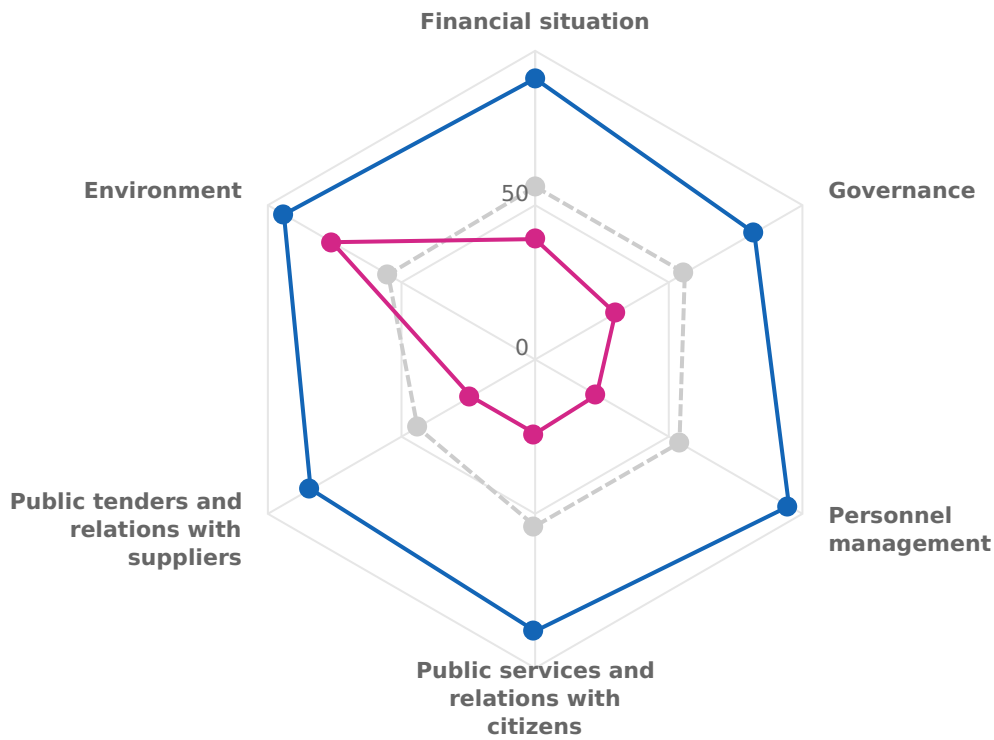 Financial situation
Environment
50
Governance
0
Public tenders and
relations with
suppliers
Personnel
management
Public services and
relations with
citizens